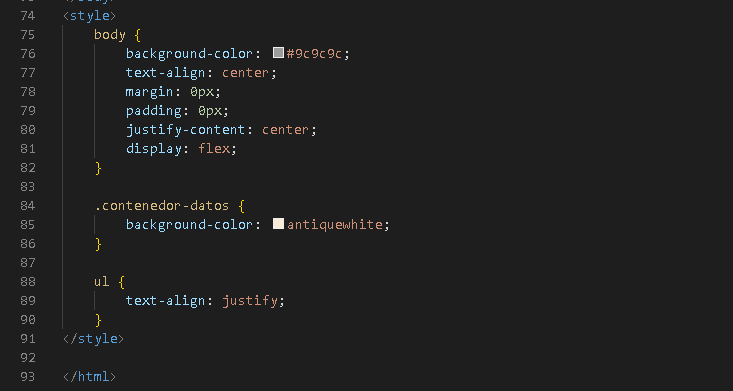 73 </body>
74 <style>
75 body {
76 background-color: #9c9c9c;
77 text-align: center;
78 margin: 0px;
79 padding: 0px;
80 justify-content: center;
81 display: flex;
82 }
83
84 .contenedor-datos {
85 background-color: antiquewhite;
86 }
87
88 ul {
89 text-align: justify;
90 }
91 </style>
92
93 </html>